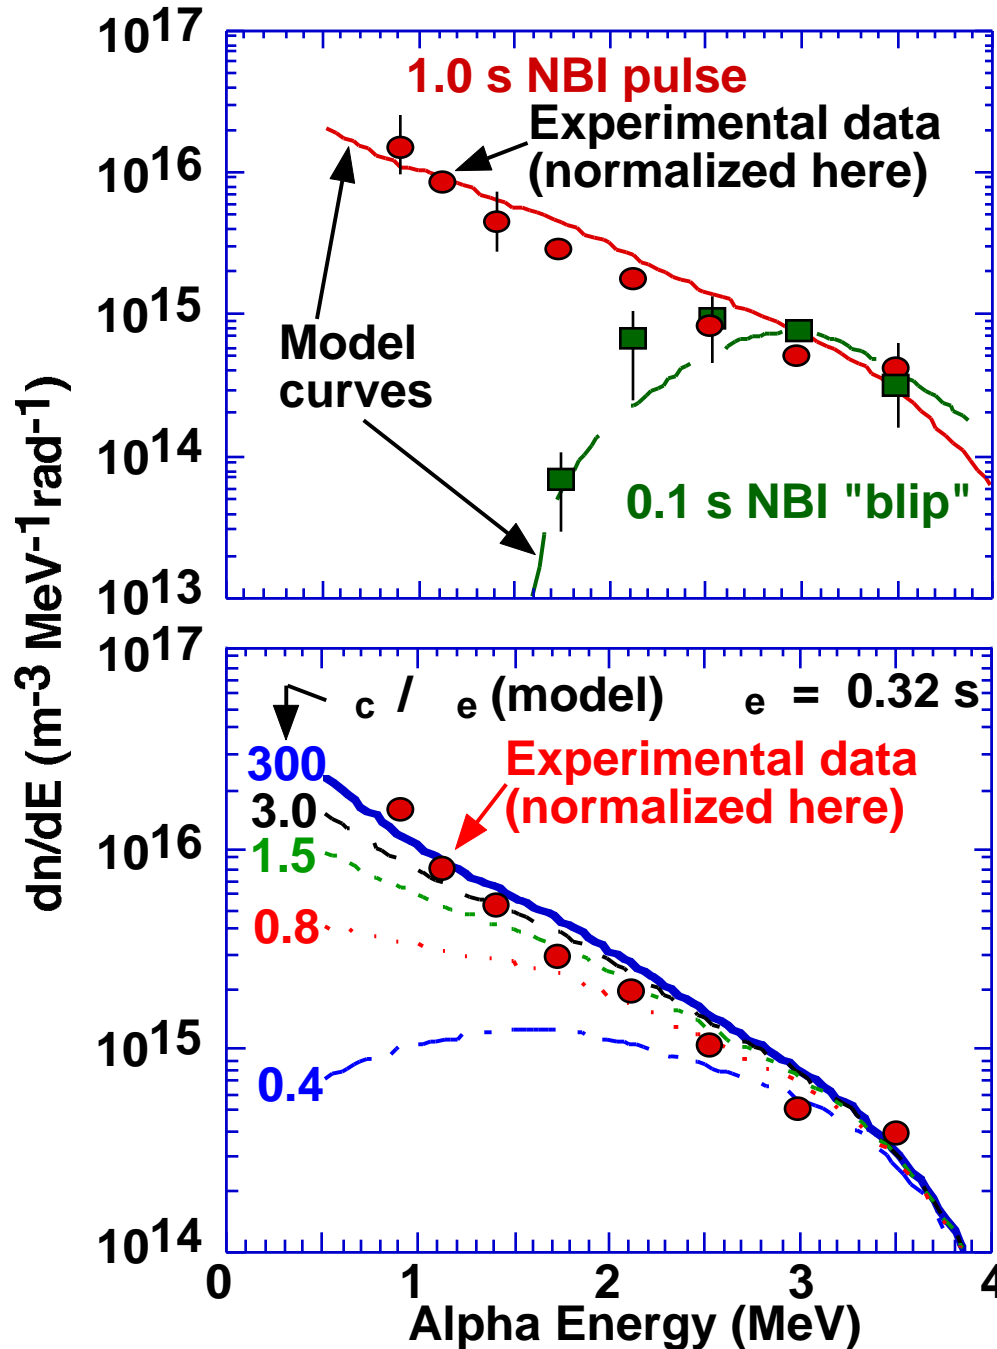 10^17
1.0 s NBI pulse
Experimental data
(normalized here)
10^16
10^15
Model
curves
10^14
0.1 s NBI "blip"
10^13
dn/dE (m^-3 MeV^-1 rad^-1)
10^17
c / e (model) e = 0.32 s
300
Experimental data
(normalized here)
3.0
10^16
1.5
0.8
10^15
0.4
10^14
0 1 2 3 4
Alpha Energy (MeV)